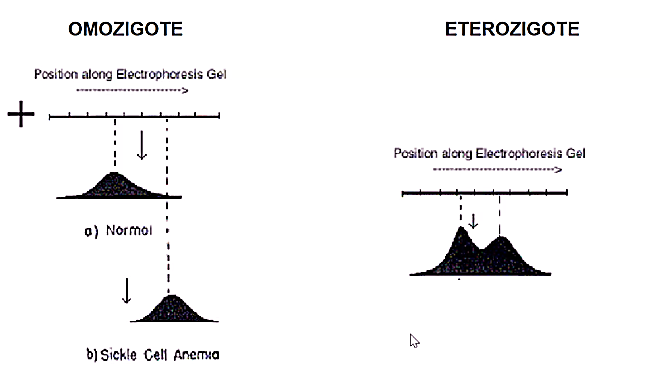 OMOZIGOTE
Position along Electrophoresis Gel
+
a) Normal
b) Sickle Cell Anemia
ETEROZIGOTE
Position along Electrophoresis Gel